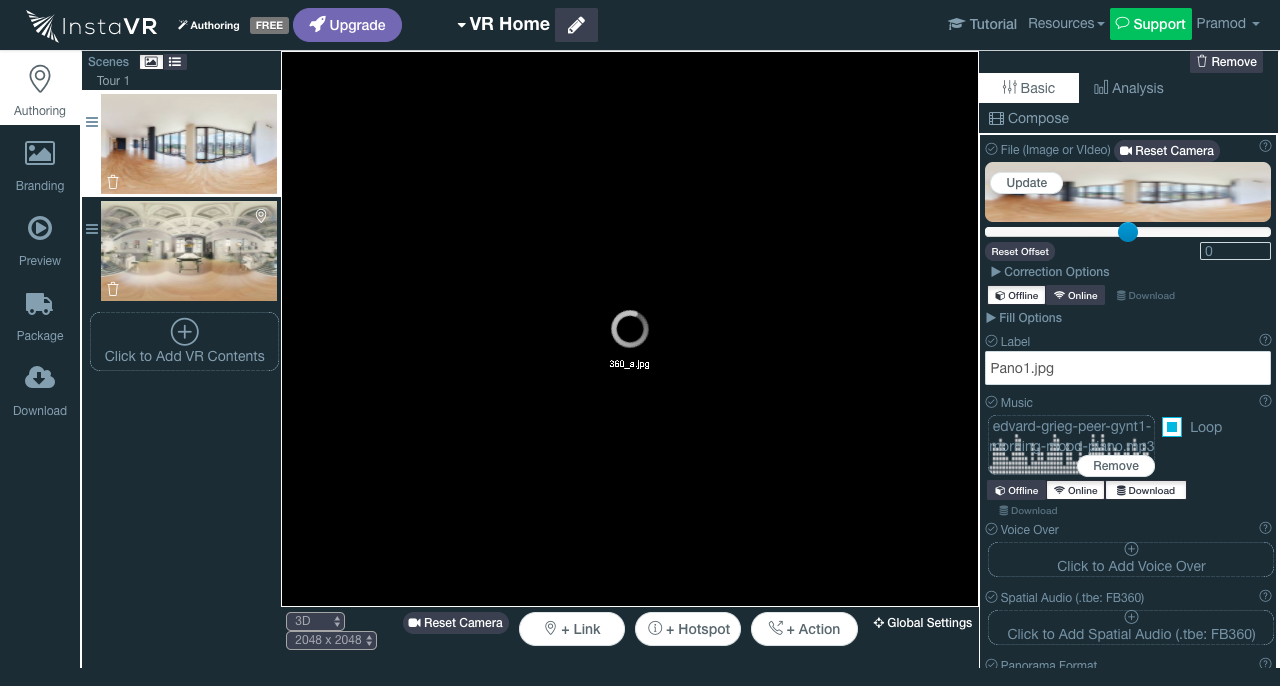 InstaVR
Authoring
FREE
Upgrade
VR Home
Tutorial
Resources
Support
Pramod
Authoring
Branding
Preview
Package
Download
Scenes
Tour 1
Click to Add VR Contents
360_a.jpg
3D
2048 x 2048
Reset Camera
+ Link
+ Hotspot
+ Action
Global Settings
Remove
Basic
Analysis
Compose
File (Image or VIdeo)
Reset Camera
Update
Reset Offset
0
Correction Options
Offline
Online
Download
Fill Options
Label
Pano1.jpg
Music
edvard-grieg-peer-gynt1-
morning-mood-piano.mp3
Loop
Remove
Offline
Online
Download
Download
Voice Over
Click to Add Voice Over
Spatial Audio (.tbe: FB360)
Click to Add Spatial Audio (.tbe: FB360)
Panorama Format